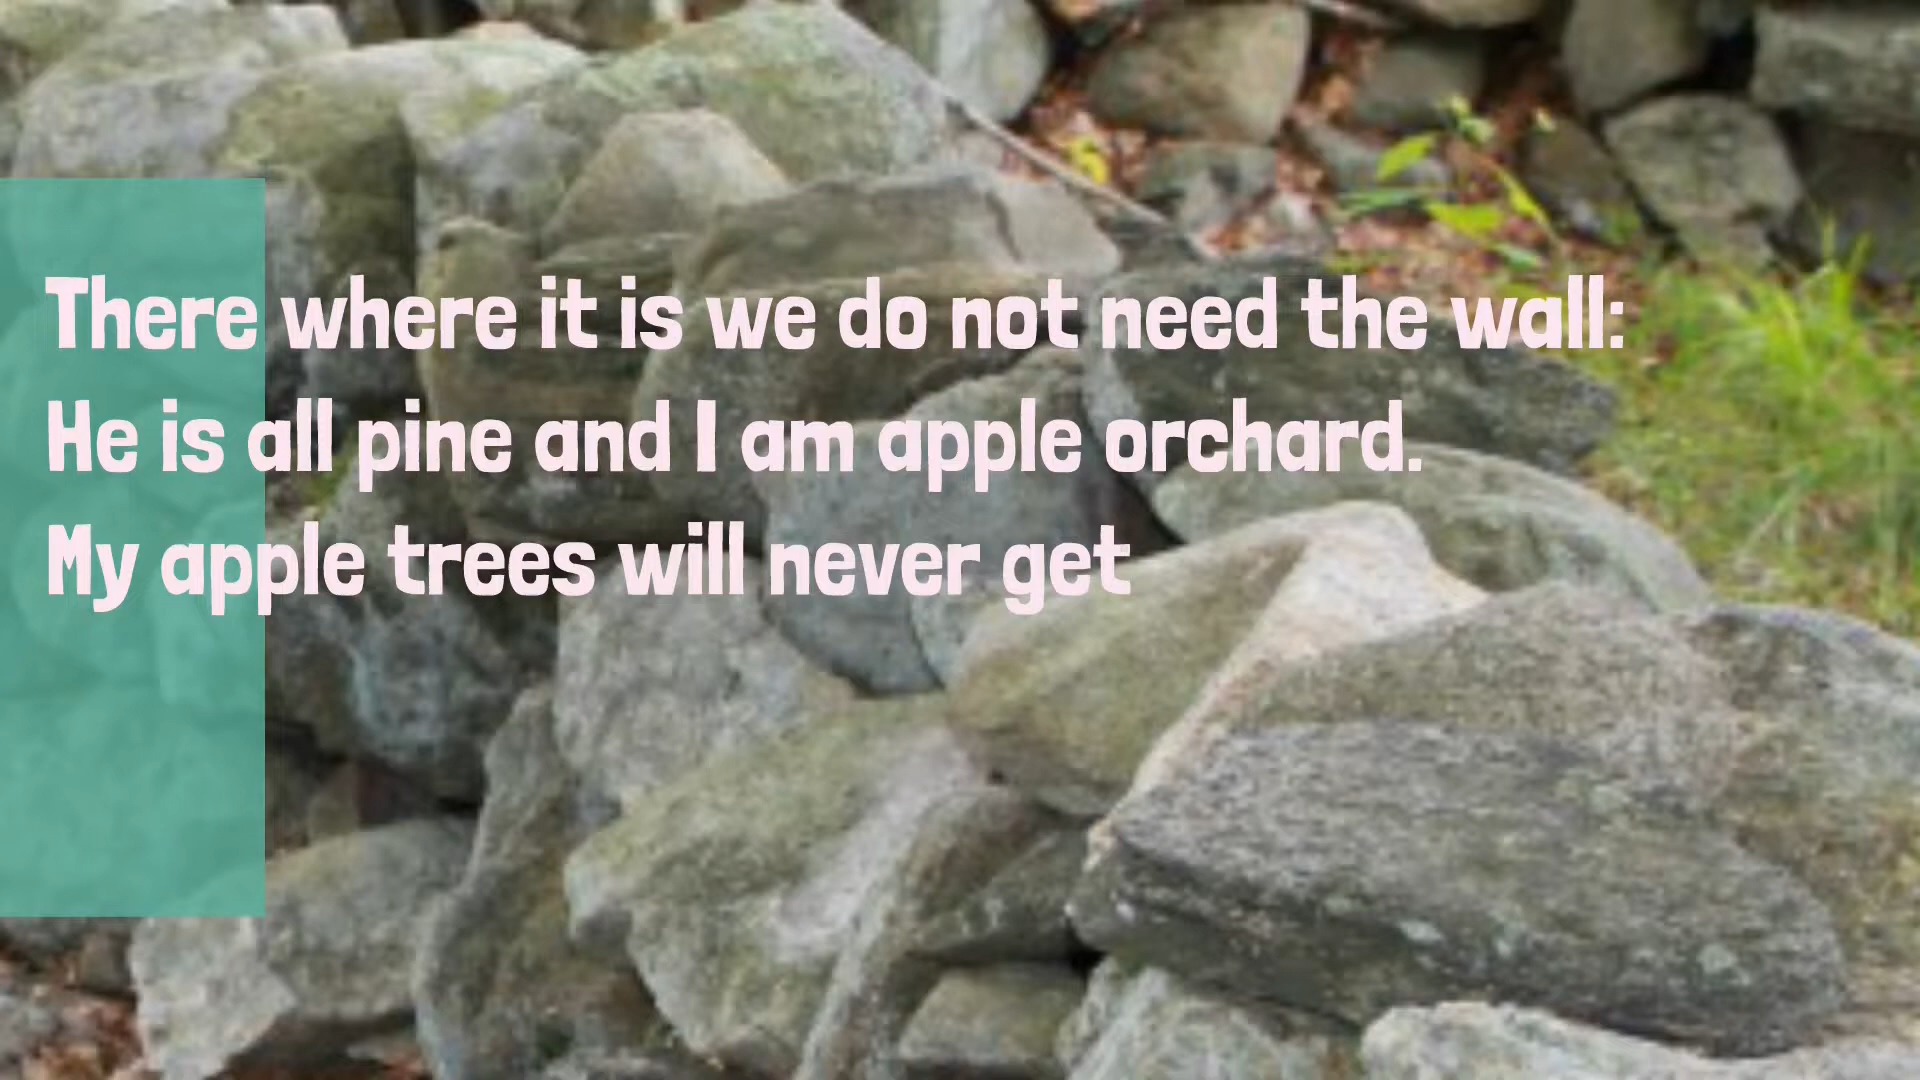 There where it is we do not need the wall:
He is all pine and I am apple orchard.
My apple trees will never get